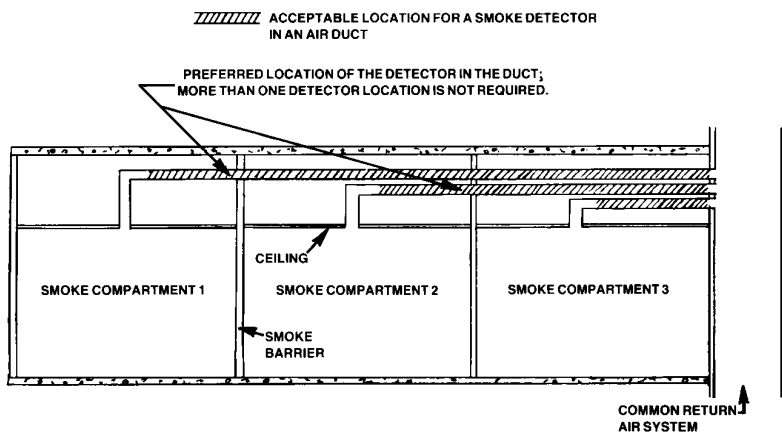 ACCEPTABLE LOCATION FOR A SMOKE DETECTOR
IN AN AIR DUCT
PREFERRED LOCATION OF THE DETECTOR IN THE DUCT;
MORE THAN ONE DETECTOR LOCATION IS NOT REQUIRED.
CEILING
SMOKE COMPARTMENT 1
SMOKE COMPARTMENT 2
SMOKE COMPARTMENT 3
SMOKE
BARRIER
COMMON RETURN
AIR SYSTEM